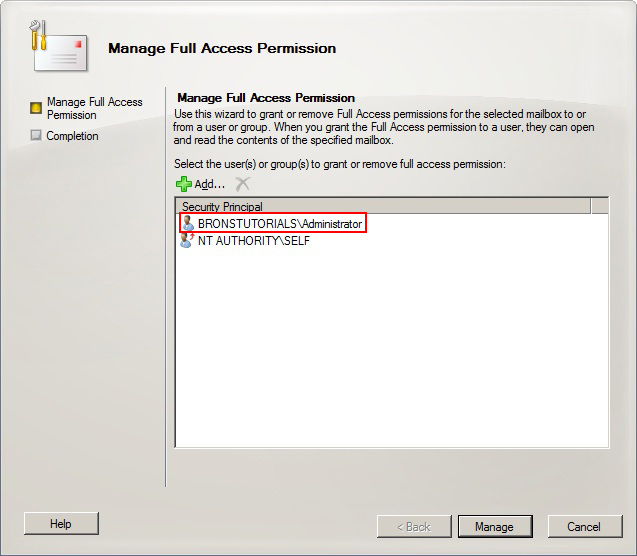 Manage Full Access Permission
Manage Full Access
Permission
Completion
Manage Full Access Permission
Use this wizard to grant or remove Full Access permissions for the selected mailbox to or
from a user or group. When you grant the Full Access permission to a user, they can open
and read the contents of the specified mailbox.
Select the user(s) or group(s) to grant or remove full access permission:
Add...
Security Principal
BRONSTUTORIALS\Administrator
NT AUTHORITY\SELF
Help
< Back
Manage
Cancel